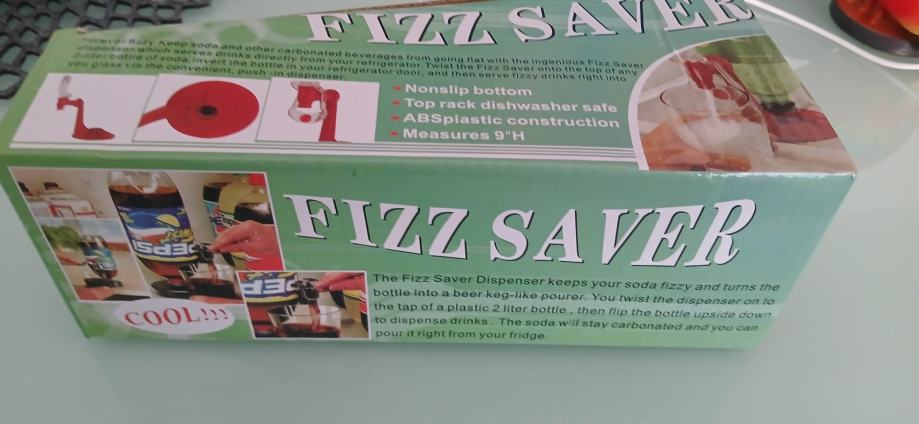 FIZZ SAVER
Forever fizzy Keep soda and other carbonated beverages from going flat with the ingenious Fizz Saver
dispenser,which serves drinks directly from your refrigerator. Twist the Fizz Saver onto the top of any
2-liter bottle of soda, invert the bottle in your refrigerator door, and then serve fizzy drinks right into
you glass via the convenient, push-in dispenser.
- Nonslip bottom
- Top rack dishwasher safe
- ABSplastic construction
- Measures 9"H
FIZZ SAVER
PEPSI
The Fizz Saver Dispenser keeps your soda fizzy and turns the
bottle into a beer keg-like pourer. You twist the dispenser on to
the tap of a plastic 2 liter bottle , then flip the bottle upside down
to dispense drinks . The soda will stay carbonated and you can
pour it right from your fridge.
COOL!!!